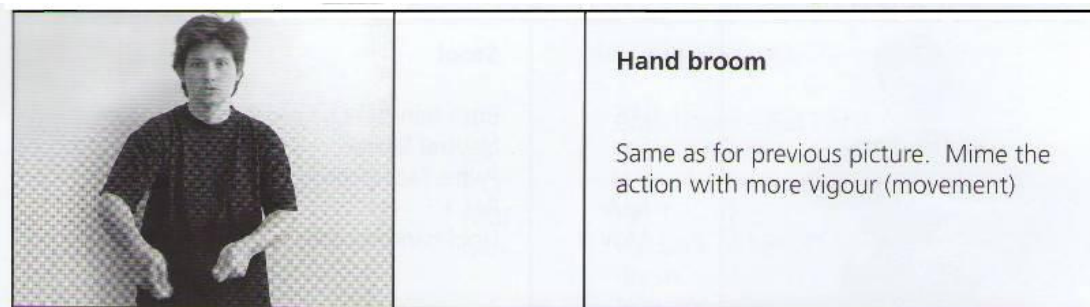 Hand broom
Same as for previous picture. Mime the
action with more vigour (movement)